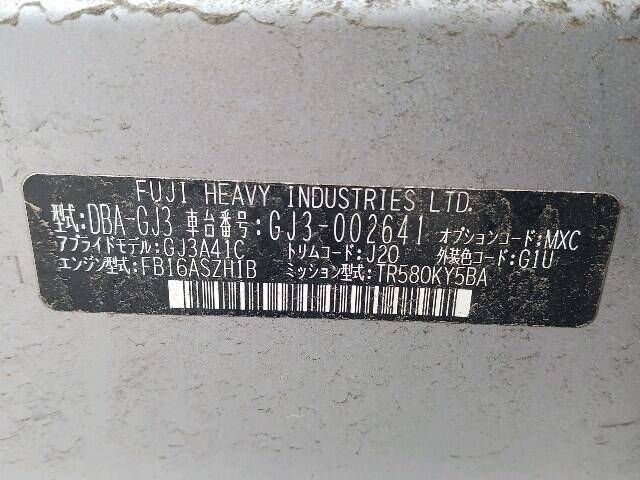 FUJI HEAVY INDUSTRIES LTD.
型式:DBA-GJ3 車台番号:GJ3-002641 オプションコード:MXC
アプライドモデル:GJ3A41C トリムコード:J20 外装色コード:G1U
エンジン型式:FB16ASZH1B ミッション型式:TR580KY5BA